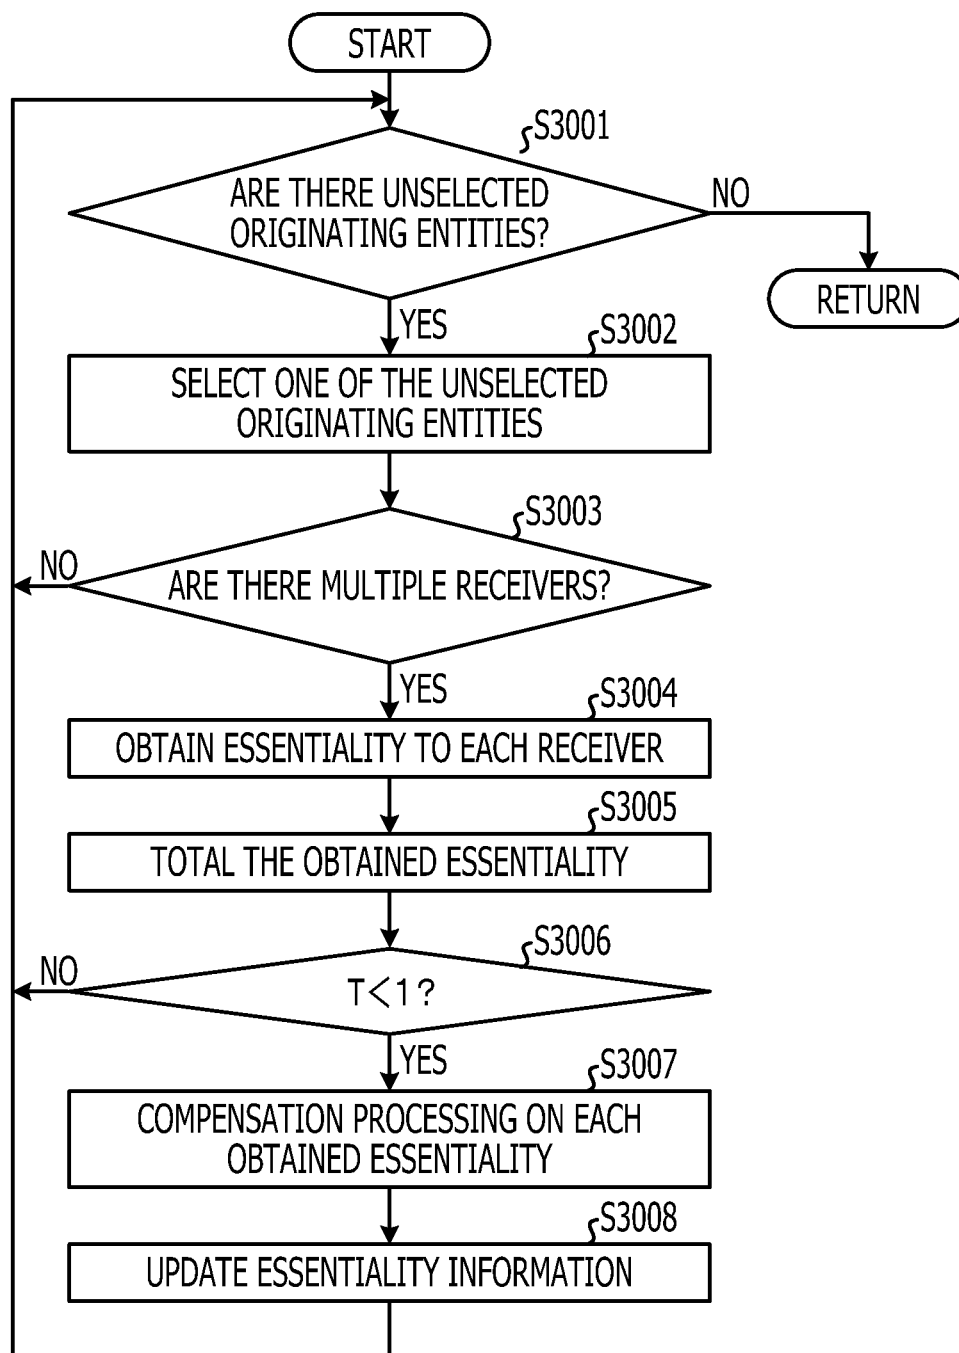 START
S3001
ARE THERE UNSELECTED
ORIGINATING ENTITIES?
NO
RETURN
YES
S3002
SELECT ONE OF THE UNSELECTED
ORIGINATING ENTITIES
S3003
NO
ARE THERE MULTIPLE RECEIVERS?
YES
S3004
OBTAIN ESSENTIALITY TO EACH RECEIVER
S3005
TOTAL THE OBTAINED ESSENTIALITY
S3006
NO
T<1?
YES
S3007
COMPENSATION PROCESSING ON EACH
OBTAINED ESSENTIALITY
S3008
UPDATE ESSENTIALITY INFORMATION